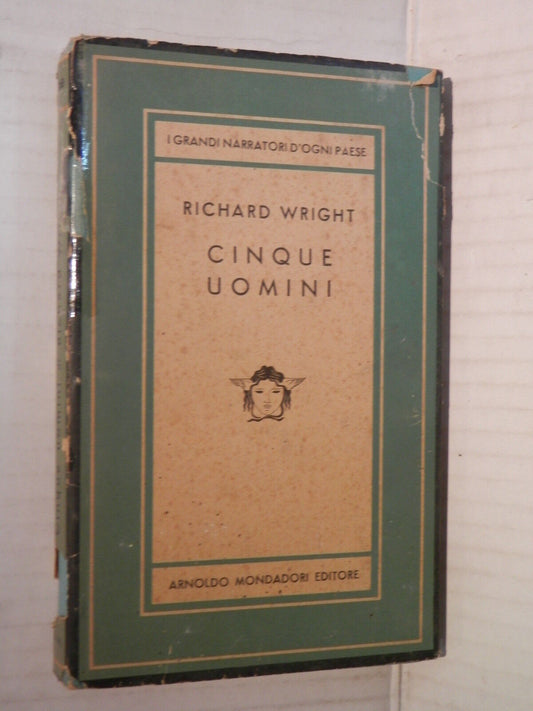 I GRANDI NARRATORI D'OGNI PAESE
RICHARD WRIGHT
CINQUE
UOMINI
ARNOLDO MONDADORI EDITORE